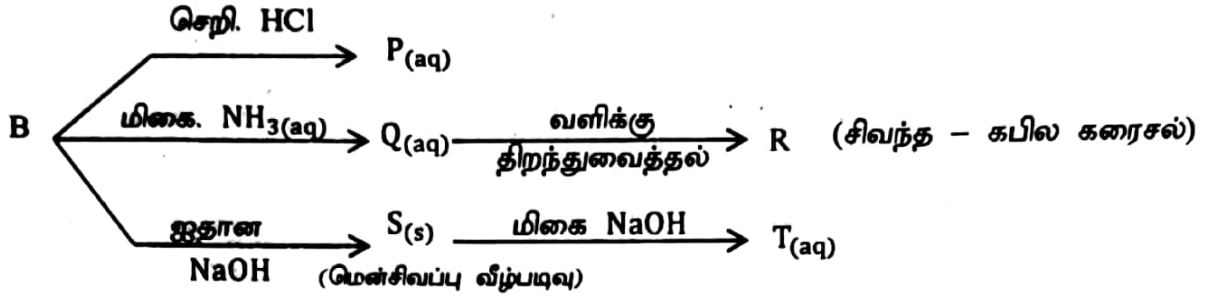 செறி. HCl
P(aq)
B மிகை. NH3(aq) Q(aq) வளிக்கு திறந்துவைத்தல் R (சிவந்த – கபில கரைசல்)
ஐதான NaOH S(s) மிகை NaOH T(aq)
(மென்சிவப்பு வீழ்படிவு)